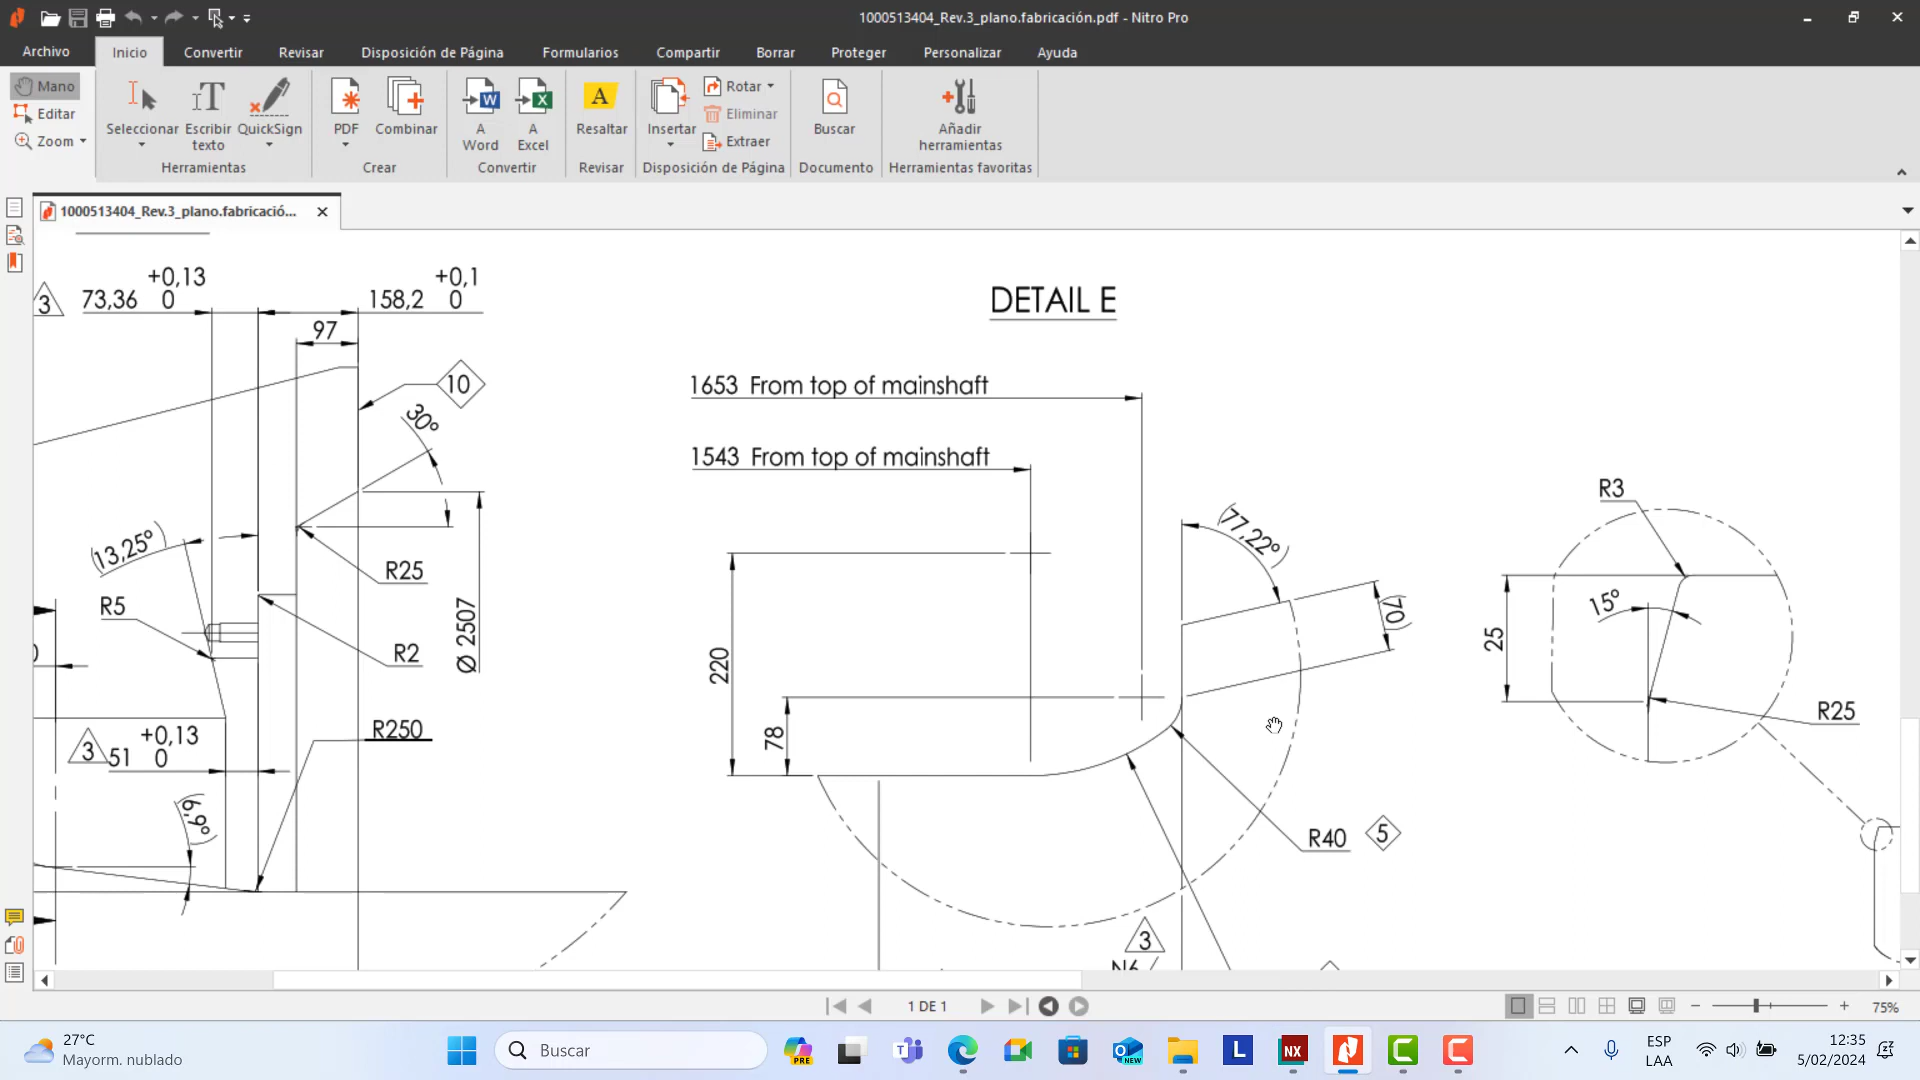 1000513404_Rev.3_plano.fabricación.pdf - Nitro Pro
Archivo
Inicio
Convertir
Revisar
Disposición de Página
Formularios
Compartir
Borrar
Proteger
Personalizar
Ayuda
Mano
Editar
Zoom
Seleccionar
Escribir texto
QuickSign
Herramientas
PDF
Combinar
Crear
A Word
A Excel
Convertir
Resaltar
Revisar
Insertar
Rotar
Eliminar
Extraer
Disposición de Página
Buscar
Documento
Añadir herramientas
Herramientas favoritas
1000513404_Rev.3_plano.fabricació...
3
73,36 +0,13 0
158,2 +0,1 0
97
10
30°
(13,25°)
R5
R25
Ø 2507
R2
3
51 +0,13 0
R250
(6,9°)
DETAIL E
1653 From top of mainshaft
1543 From top of mainshaft
(77,22°)
(70)
220
78
R40
5
3
N6
R3
15°
25
R25
1 DE 1
75%
27°C
Mayorm. nublado
Buscar
PRE
NEW
L
NX
ESP
LAA
12:35
5/02/2024